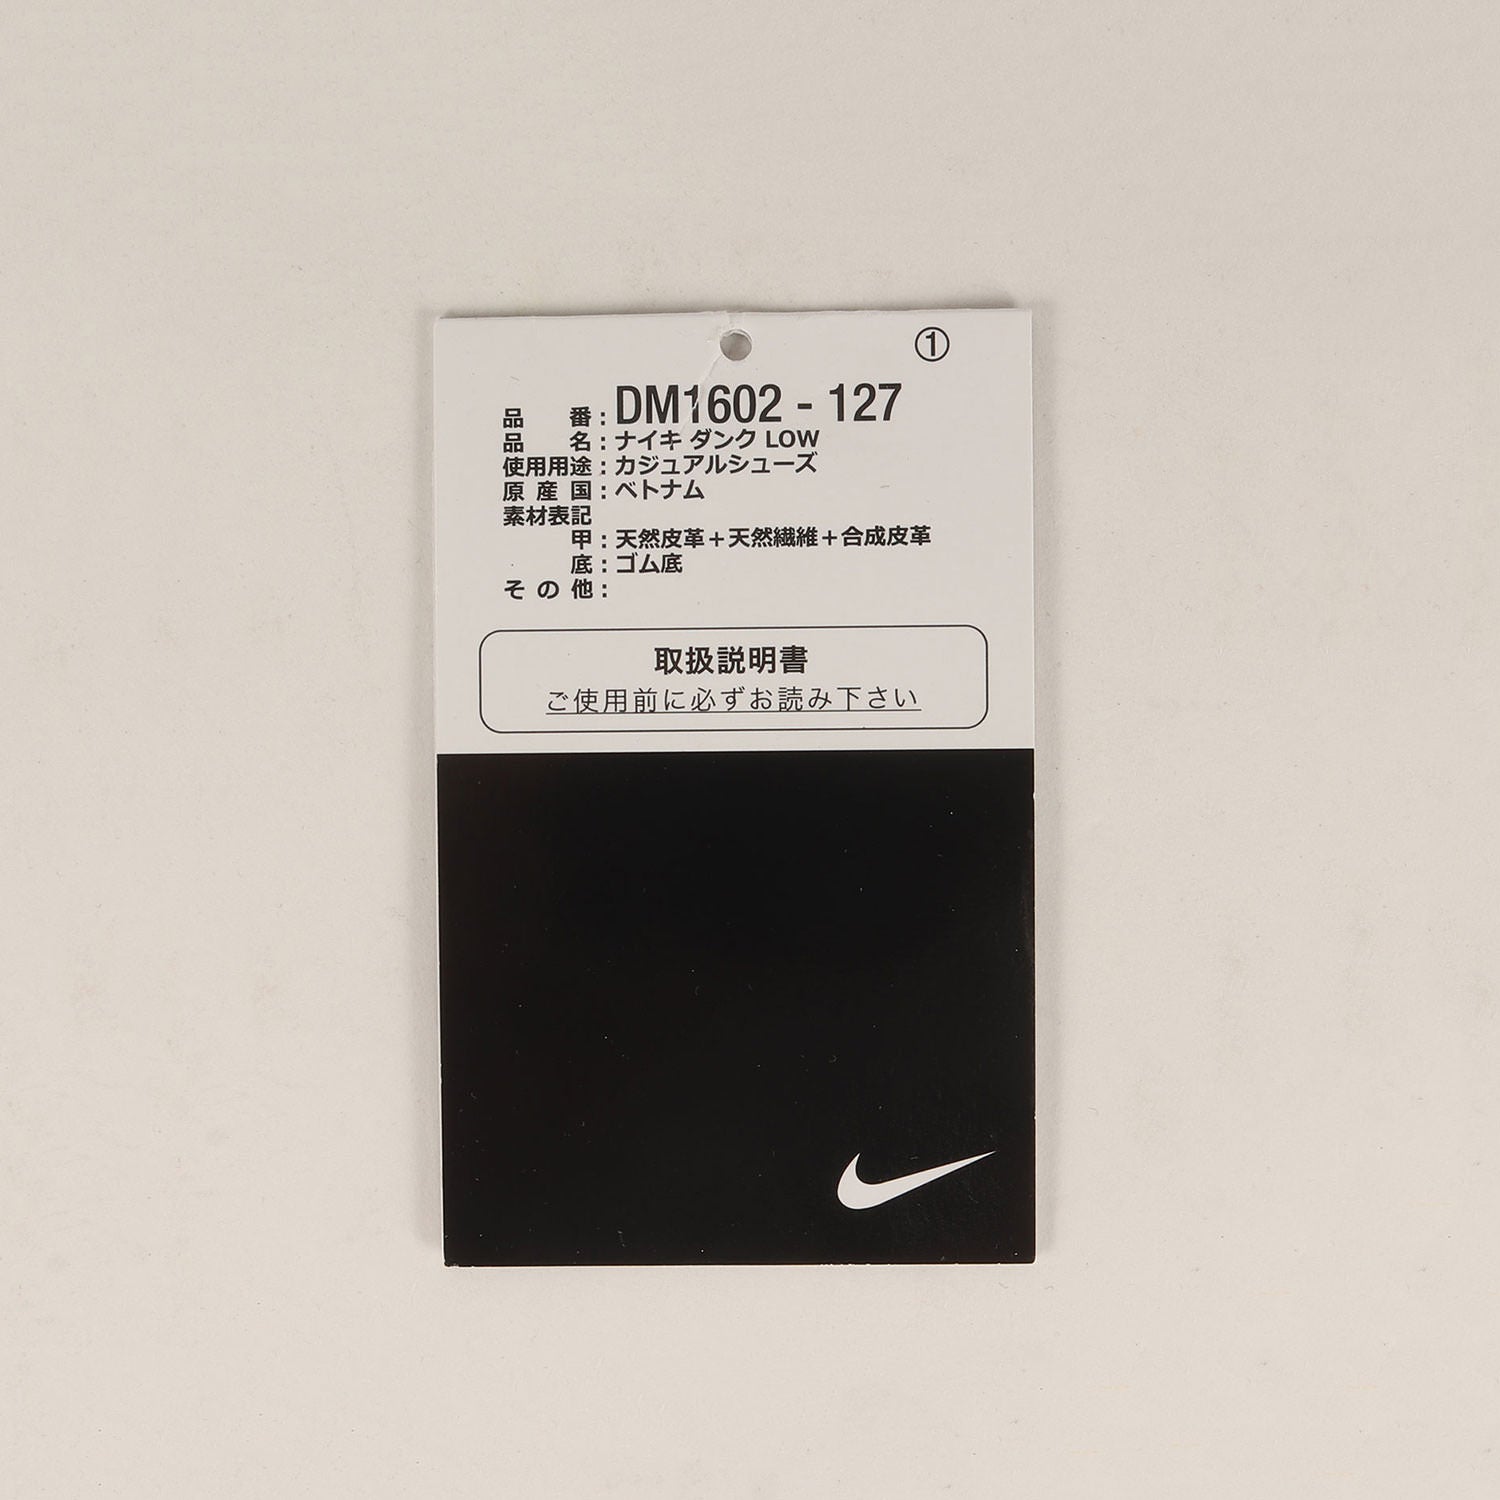 ①
品番：DM1602 - 127
品名：ナイキ ダンク LOW
使用用途：カジュアルシューズ
原産国：ベトナム
素材表記
甲：天然皮革＋天然繊維＋合成皮革
底：ゴム底
その他：
取扱説明書
ご使用前に必ずお読み下さい